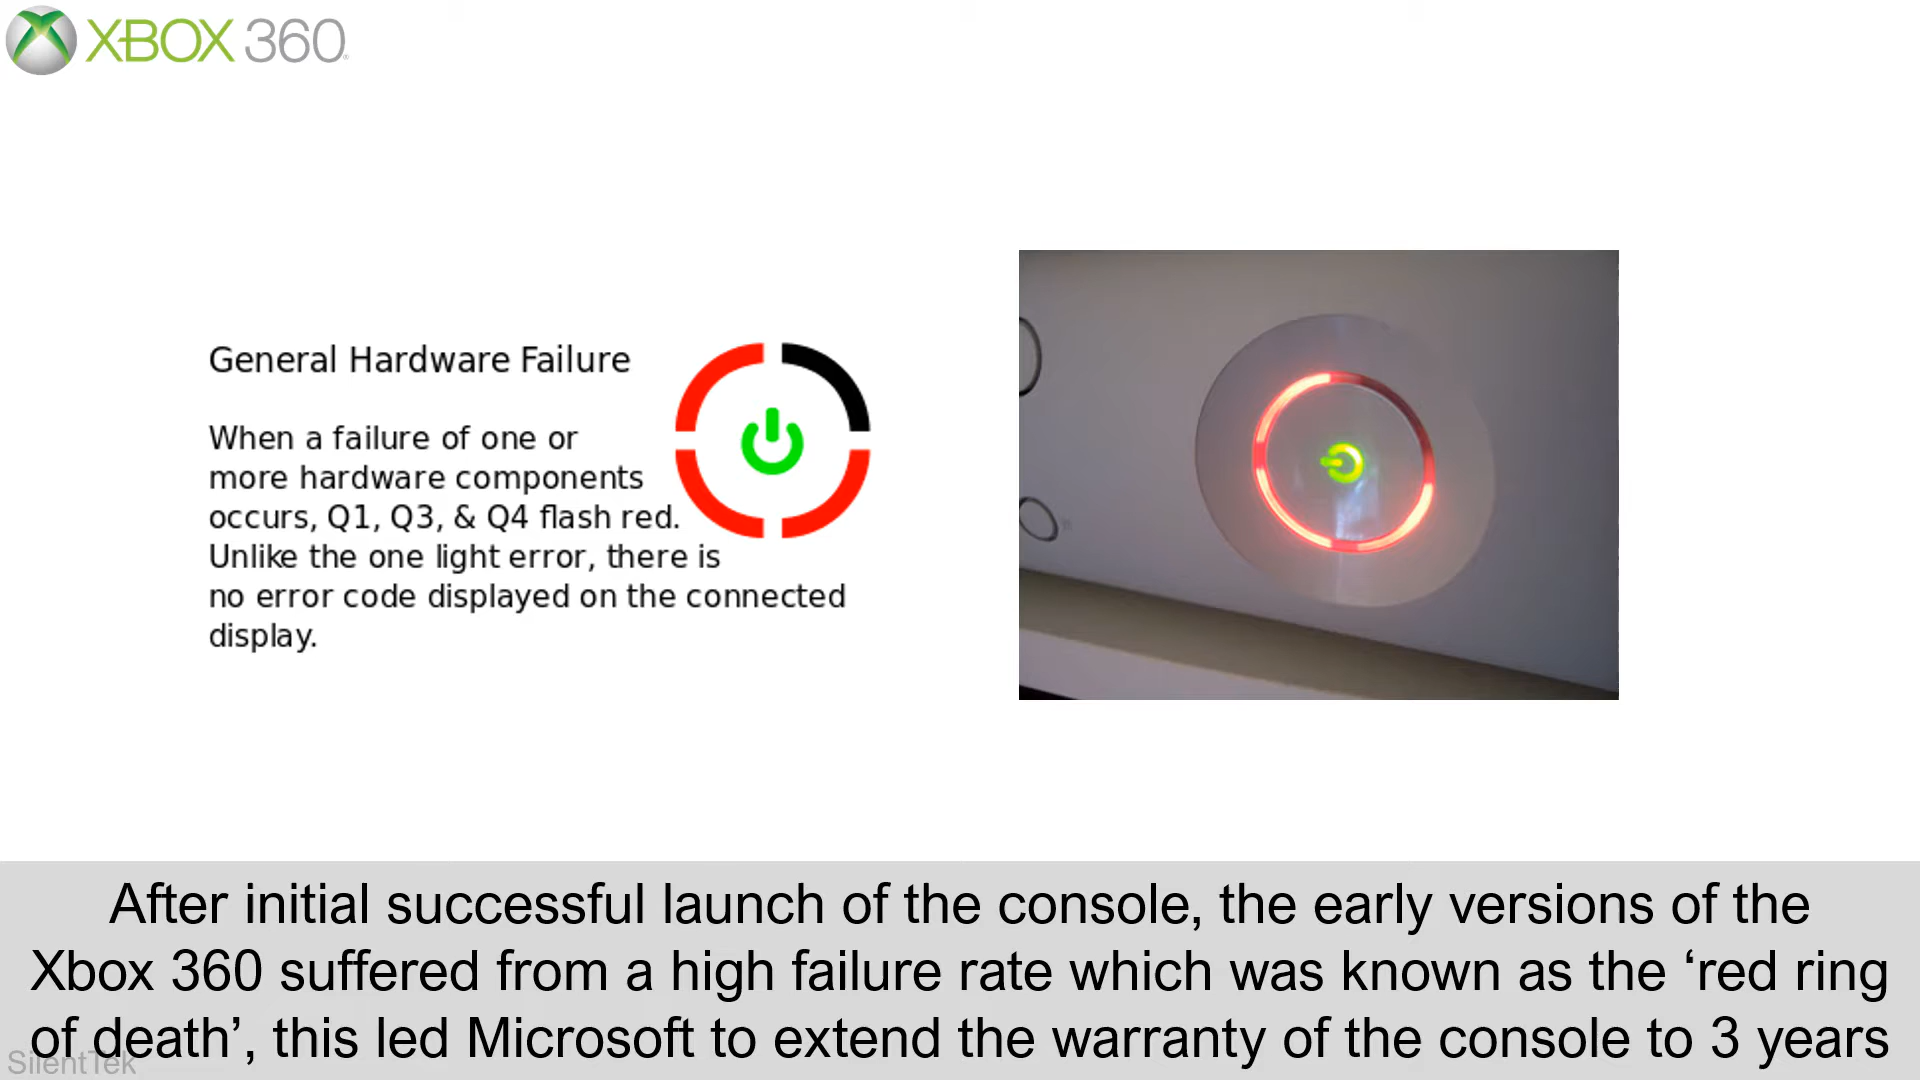 XBOX 360
General Hardware Failure
When a failure of one or
more hardware components
occurs, Q1, Q3, & Q4 flash red.
Unlike the one light error, there is
no error code displayed on the connected
display.
After initial successful launch of the console, the early versions of the
Xbox 360 suffered from a high failure rate which was known as the ‘red ring
of death’, this led Microsoft to extend the warranty of the console to 3 years
SilentTek